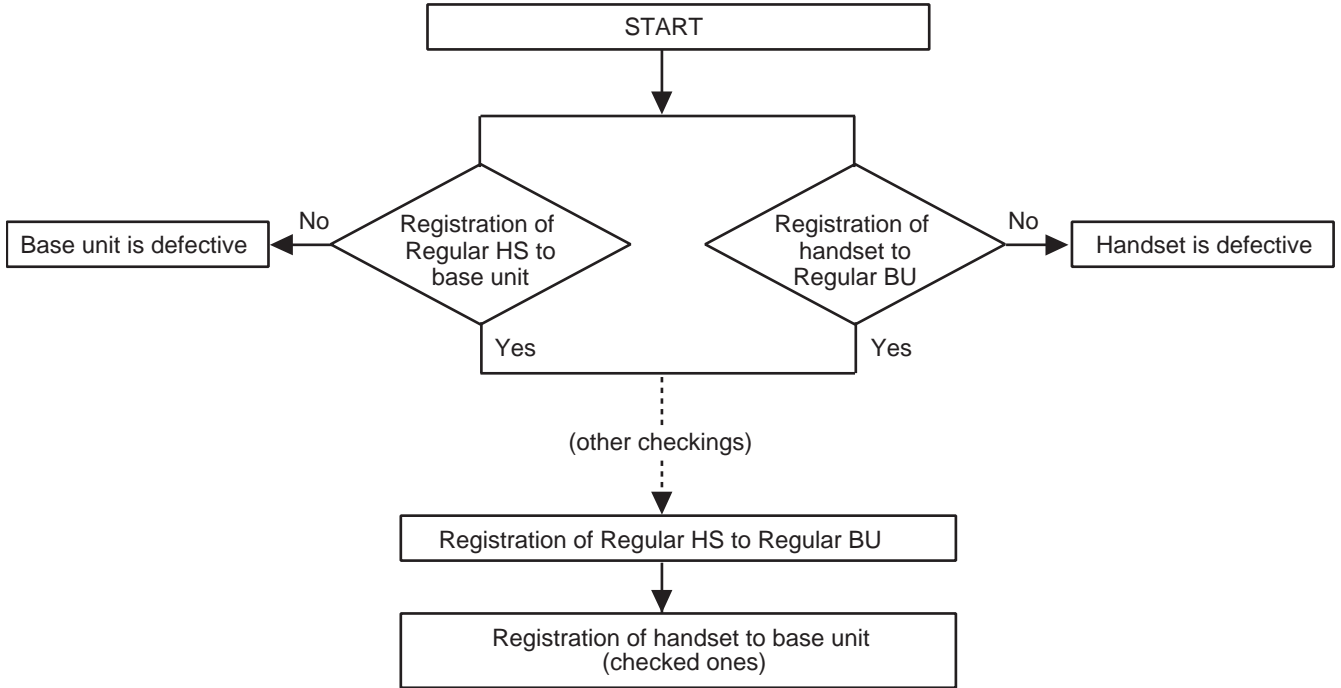 START
No
Registration of
Regular HS to
base unit
Base unit is defective
Yes
Registration of
handset to
Regular BU
No
Handset is defective
Yes
(other checkings)
Registration of Regular HS to Regular BU
Registration of handset to base unit
(checked ones)